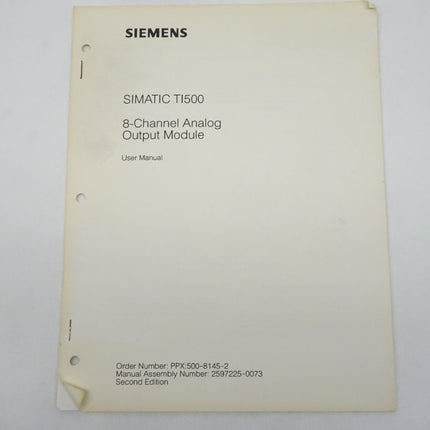 SIEMENS
SIMATIC TI500
8-Channel Analog
Output Module
User Manual
Order Number: PPX:500-8145-2
Manual Assembly Number: 2597225-0073
Second Edition